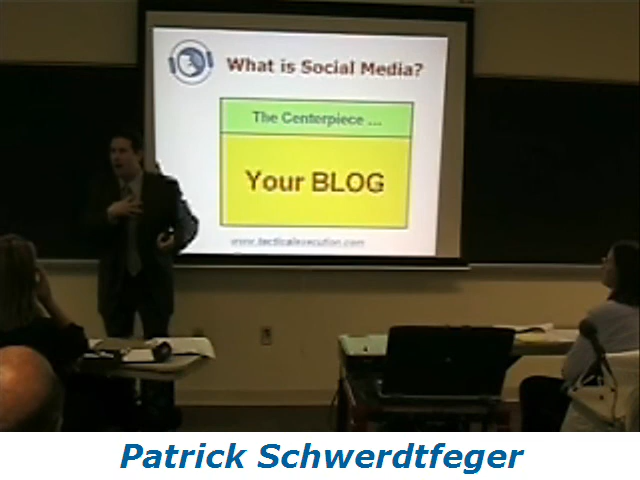 What is Social Media?
The Centerpiece ...
Your BLOG
www.tacticalexecution.com
Patrick Schwerdtfeger